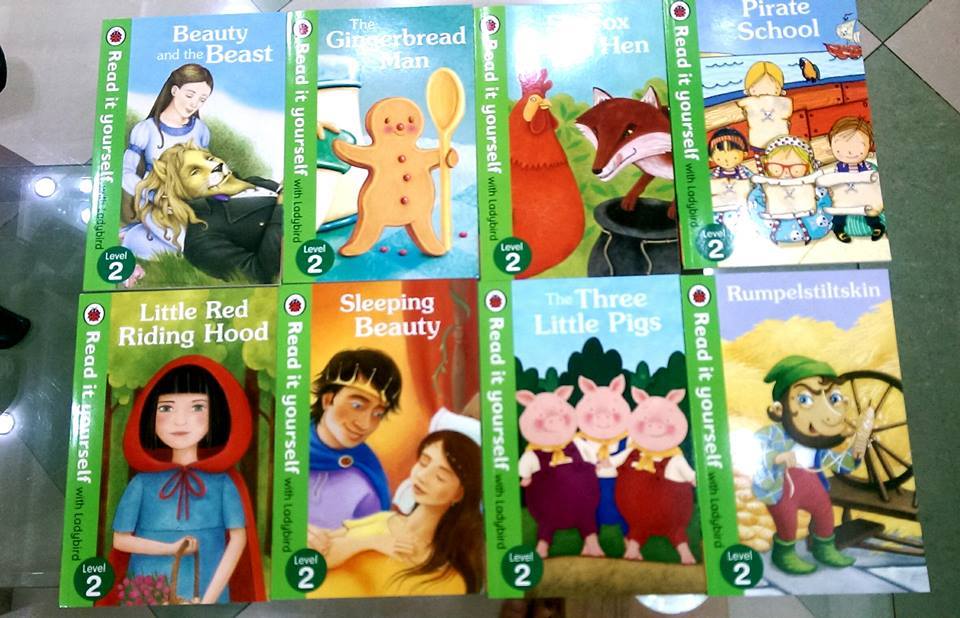 Beauty
and the Beast
Read it yourself with Ladybird
Level
2
The
Gingerbread
Man
Read it yourself with Ladybird
Level
2
Hen
Read it yourself with Ladybird
Level
2
Pirate
School
Read it yourself with Ladybird
Level
2
Little Red
Riding Hood
Read it yourself with Ladybird
Level
2
Sleeping
Beauty
Read it yourself with Ladybird
Level
2
The Three
Little Pigs
Read it yourself with Ladybird
Level
2
Rumpelstiltskin
Read it yourself with Ladybird
Level
2